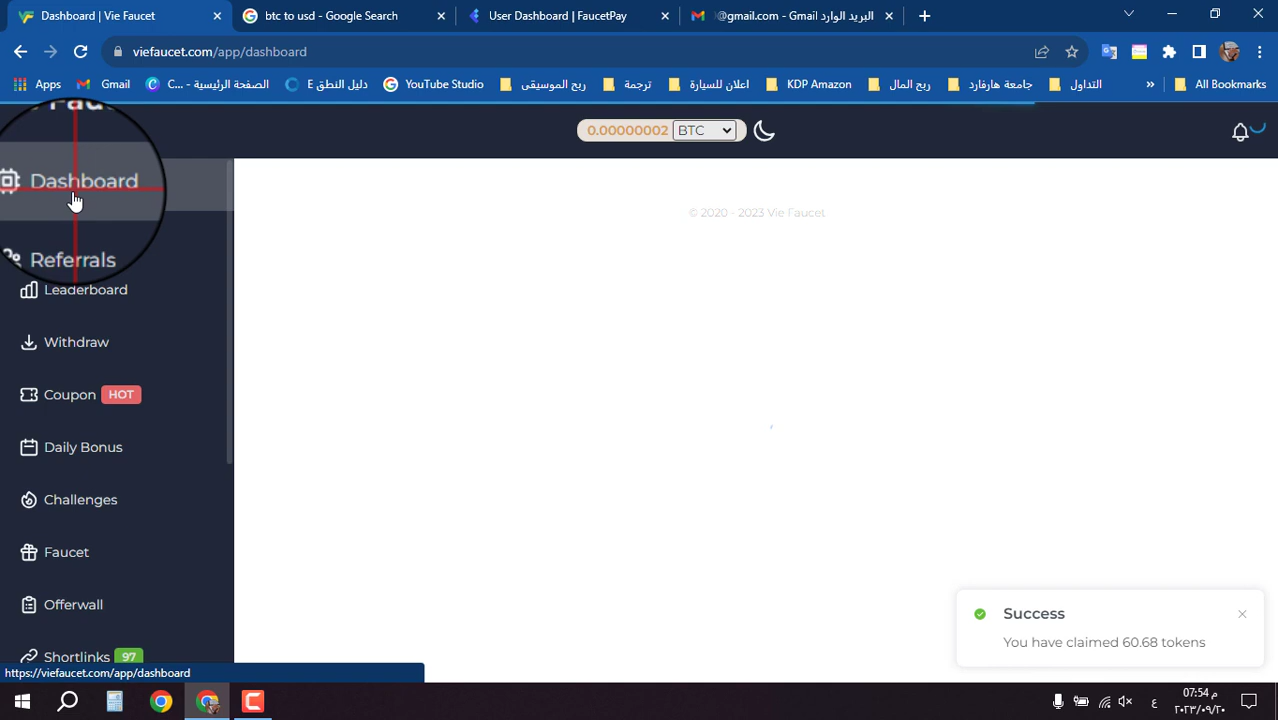 Dashboard | Vie Faucet
btc to usd - Google Search
User Dashboard | FaucetPay
@gmail.com - Gmail البريد الوارد
viefaucet.com/app/dashboard
Apps
Gmail
C... - الصفحة الرئيسية
دليل النطق E
YouTube Studio
ربح الموسيقى
ترجمة
اعلان للسيارة
KDP Amazon
ربح المال
جامعة هارفارد
التداول
»
All Bookmarks
0.00000002 BTC
Dashboard
© 2020 - 2023 Vie Faucet
Referrals
Leaderboard
Withdraw
Coupon HOT
Daily Bonus
Challenges
Faucet
Offerwall
Success
You have claimed 60.68 tokens
Shortlinks 97
https://viefaucet.com/app/dashboard
م 07:54
٢٠٢٣/٠٩/٢٠
ع